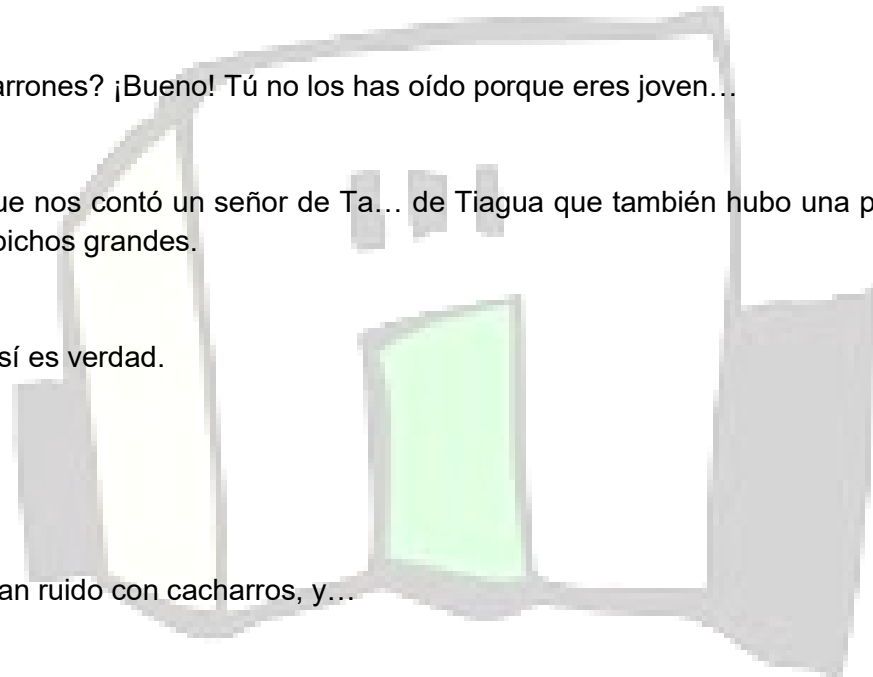 arrones? ¡Bueno! Tú no los has oído porque eres joven…
ue nos contó un señor de Ta… de Tiagua que también hubo una p
bichos grandes.
sí es verdad.
an ruido con cacharros, y…